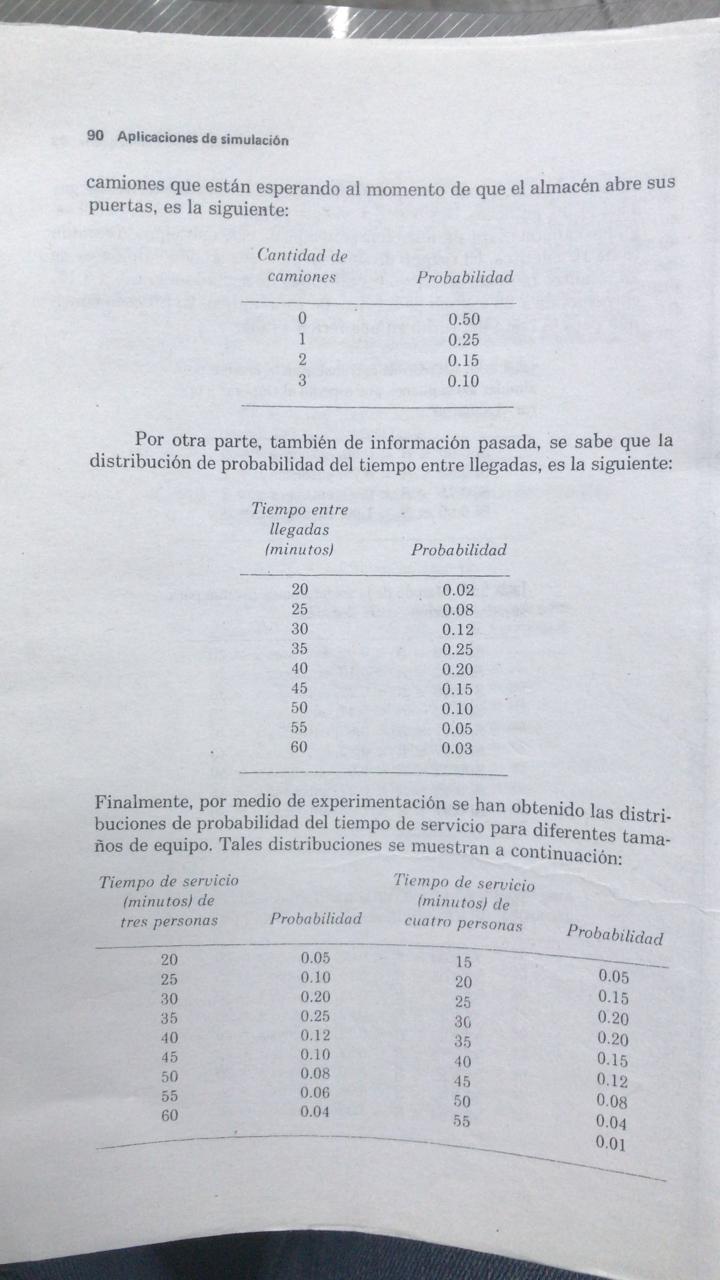 90 Aplicaciones de simulación
camiones que están esperando al momento de que el almacén abre sus
puertas, es la siguiente:
Cantidad de
camiones Probabilidad
0 0.50
1 0.25
2 0.15
3 0.10
Por otra parte, también de información pasada, se sabe que la
distribución de probabilidad del tiempo entre llegadas, es la siguiente:
Tiempo entre
llegadas
(minutos) Probabilidad
20 0.02
25 0.08
30 0.12
35 0.25
40 0.20
45 0.15
50 0.10
55 0.05
60 0.03
Finalmente, por medio de experimentación se han obtenido las distri-
buciones de probabilidad del tiempo de servicio para diferentes tama-
ños de equipo. Tales distribuciones se muestran a continuación:
Tiempo de servicio Tiempo de servicio
(minutos) de (minutos) de
tres personas Probabilidad cuatro personas Probabilidad
20 0.05 15 0.05
25 0.10 20 0.15
30 0.20 25 0.20
35 0.25 30 0.20
40 0.12 35 0.15
45 0.10 40 0.12
50 0.08 45 0.08
55 0.06 50 0.04
60 0.04 55 0.01